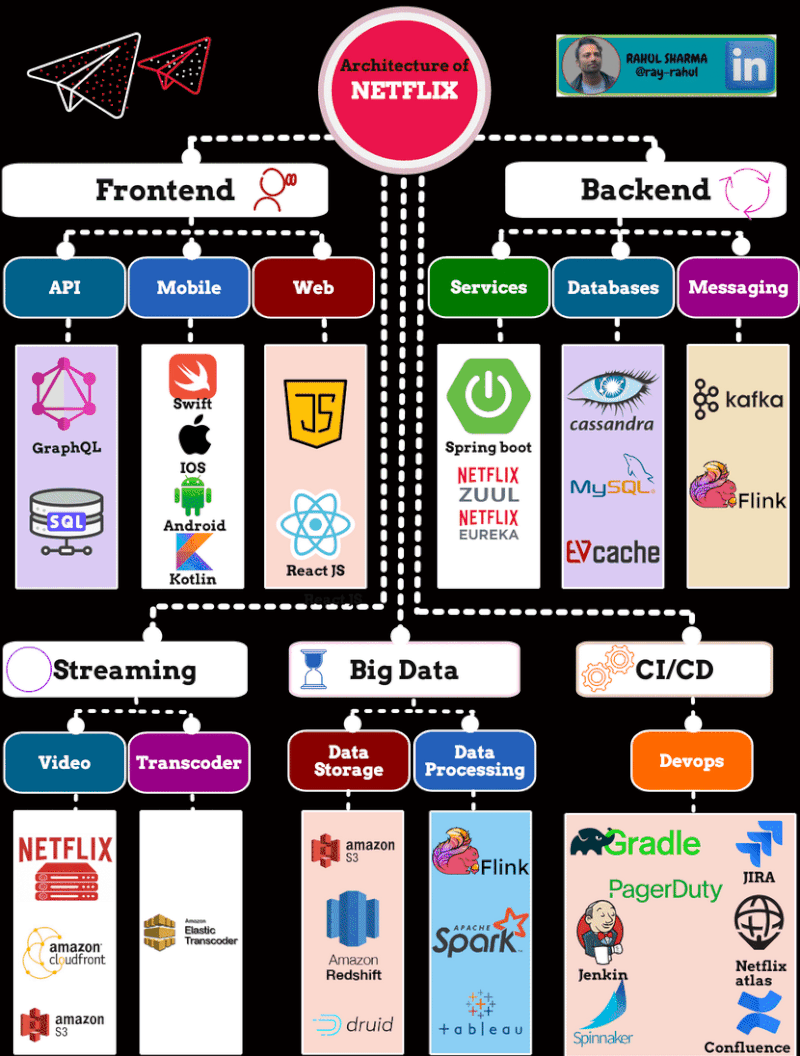 Architecture of
NETFLIX
RAHUL SHARMA
@ray-rahul
in
Frontend
Backend
API
Mobile
Web
Services
Databases
Messaging
GraphQL
SQL
Swift
IOS
Android
Kotlin
JS
React JS
React JS
Spring boot
NETFLIX
ZUUL
NETFLIX
EUREKA
cassandra
MySQL
EVcache
kafka
Flink
Streaming
Big Data
CI/CD
Video
Transcoder
Data
Storage
Data
Processing
Devops
NETFLIX
amazon
cloudfront
amazon
S3
Amazon
Elastic
Transcoder
amazon
S3
Amazon
Redshift
druid
Flink
APACHE
Spark
+ableau
Gradle
PagerDuty
Jenkin
Spinnaker
JIRA
Netflix
atlas
Confluence